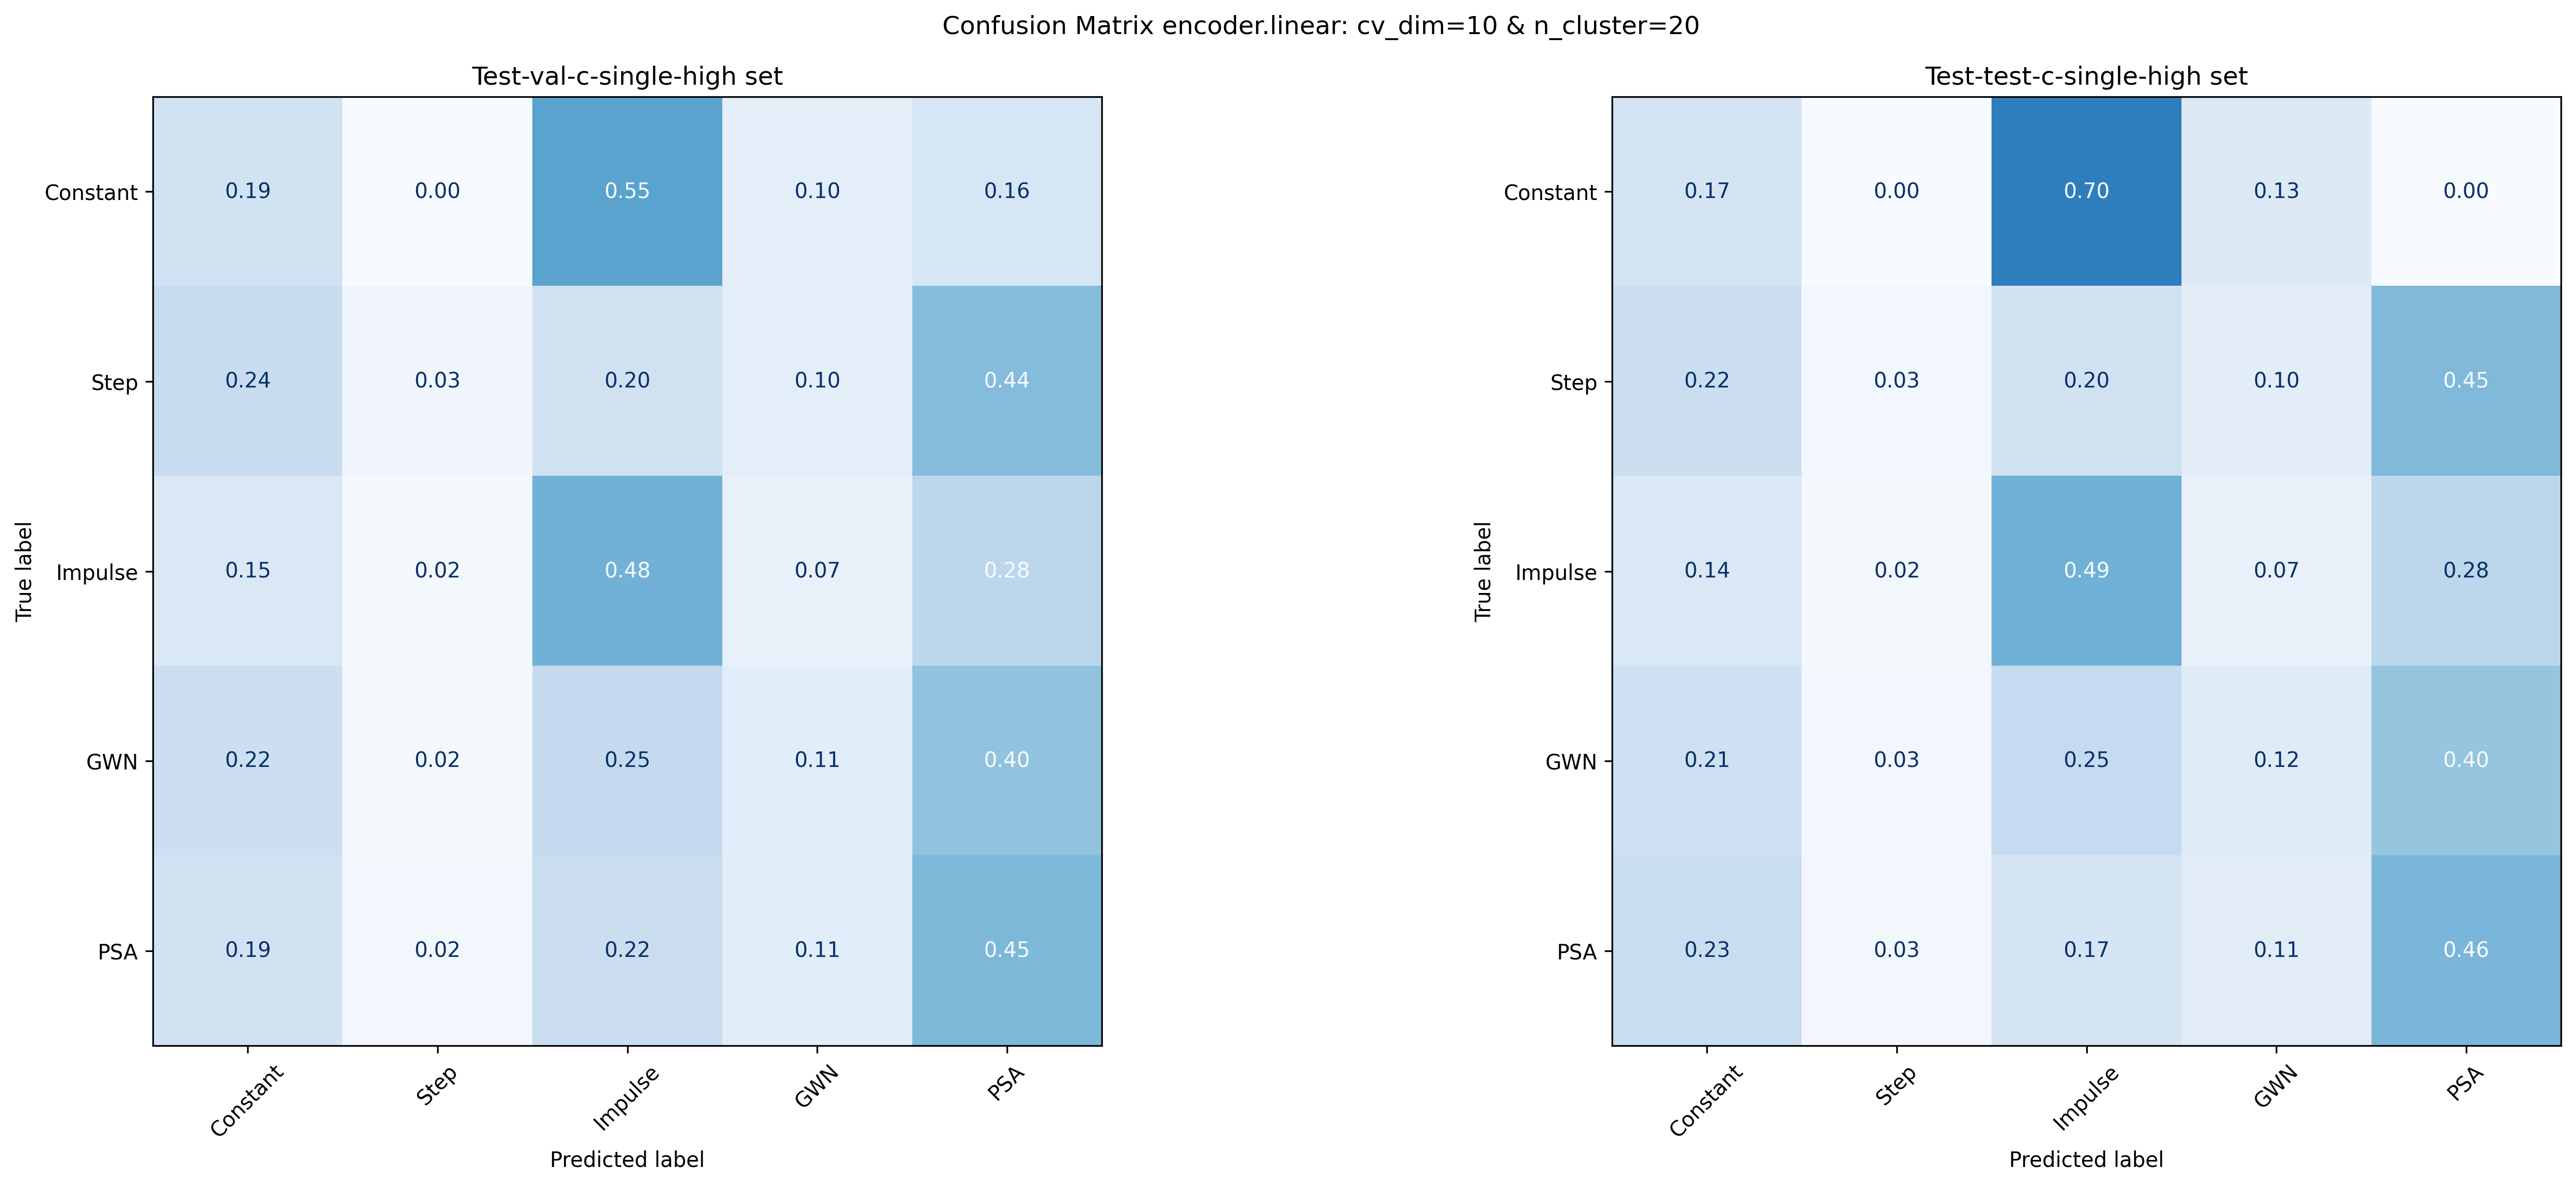 Confusion Matrix encoder.linear: cv_dim=10 & n_cluster=20
Test-val-c-single-high set
True label
Constant 0.19 0.00 0.55 0.10 0.16
Step 0.24 0.03 0.20 0.10 0.44
Impulse 0.15 0.02 0.48 0.07 0.28
GWN 0.22 0.02 0.25 0.11 0.40
PSA 0.19 0.02 0.22 0.11 0.45
Constant Step Impulse GWN PSA
Predicted label
Test-test-c-single-high set
True label
Constant 0.17 0.00 0.70 0.13 0.00
Step 0.22 0.03 0.20 0.10 0.45
Impulse 0.14 0.02 0.49 0.07 0.28
GWN 0.21 0.03 0.25 0.12 0.40
PSA 0.23 0.03 0.17 0.11 0.46
Constant Step Impulse GWN PSA
Predicted label